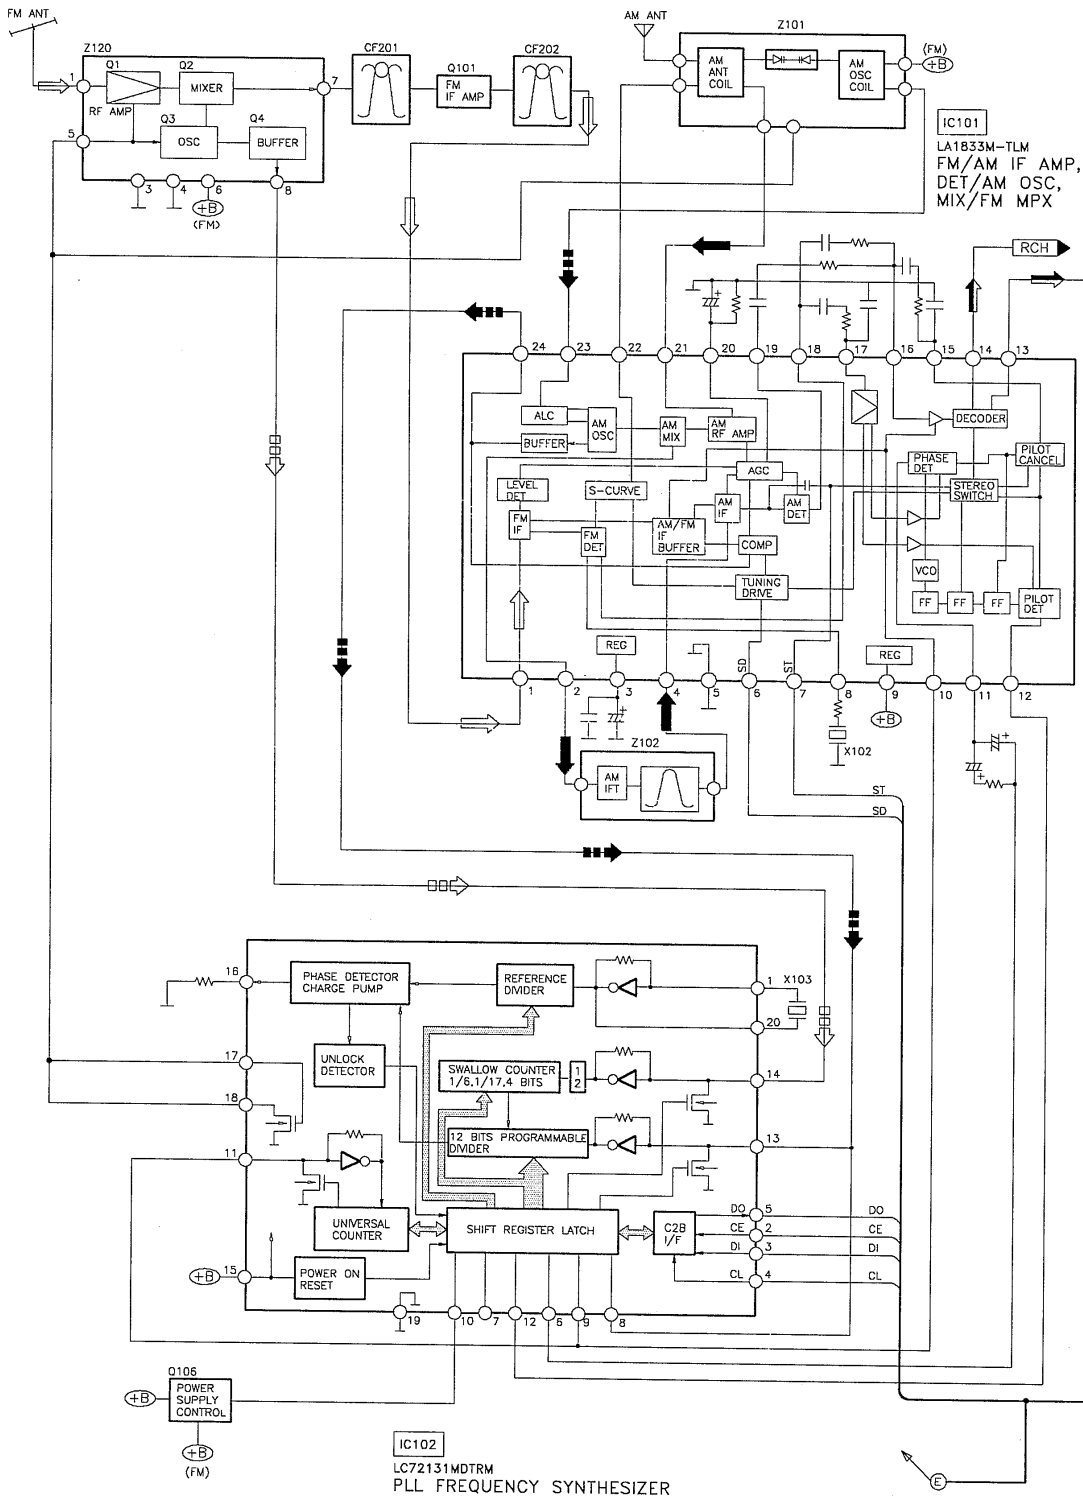 FM ANT
AM ANT
Z120
Q1
Q2
1
MIXER
7
RF AMP
Q3
Q4
5
OSC
BUFFER
3
4
6
8
+B
(FM)
CF201
Q101
FM
IF AMP
CF202
Z101
AM
ANT
COIL
AM
OSC
COIL
(FM)
+B
IC101
LA1833M-TLM
FM/AM IF AMP,
DET/AM OSC,
MIX/FM MPX
RCH
24
23
22
21
20
19
18
17
16
15
14
13
ALC
AM
OSC
BUFFER
AM
MIX
AM
RF AMP
DECODER
PHASE
DET
PILOT
CANCEL
AGC
LEVEL
DET
S-CURVE
STEREO
SWITCH
AM
IF
AM
DET
FM
IF
FM
DET
AM/FM
IF
BUFFER
COMP
VCO
TUNING
DRIVE
FF
FF
FF
PILOT
DET
REG
SD
ST
REG
1
2
3
4
5
6
7
8
9
10
11
12
+B
X102
Z102
AM
IFT
ST
SD
16
PHASE DETECTOR
CHARGE PUMP
REFERENCE
DIVIDER
1
X103
20
17
UNLOCK
DETECTOR
SWALLOW COUNTER
1/6,1/17,4 BITS
1
2
14
18
12 BITS PROGRAMMABLE
DIVIDER
13
11
UNIVERSAL
COUNTER
SHIFT REGISTER LATCH
C2B
I/F
DO
5
DO
CE
2
CE
DI
3
DI
CL
4
CL
+B
15
POWER ON
RESET
19
10
7
12
6
9
8
Q106
+B
POWER
SUPPLY
CONTROL
+B
(FM)
IC102
LC72131MDTRM
PLL FREQUENCY SYNTHESIZER
E